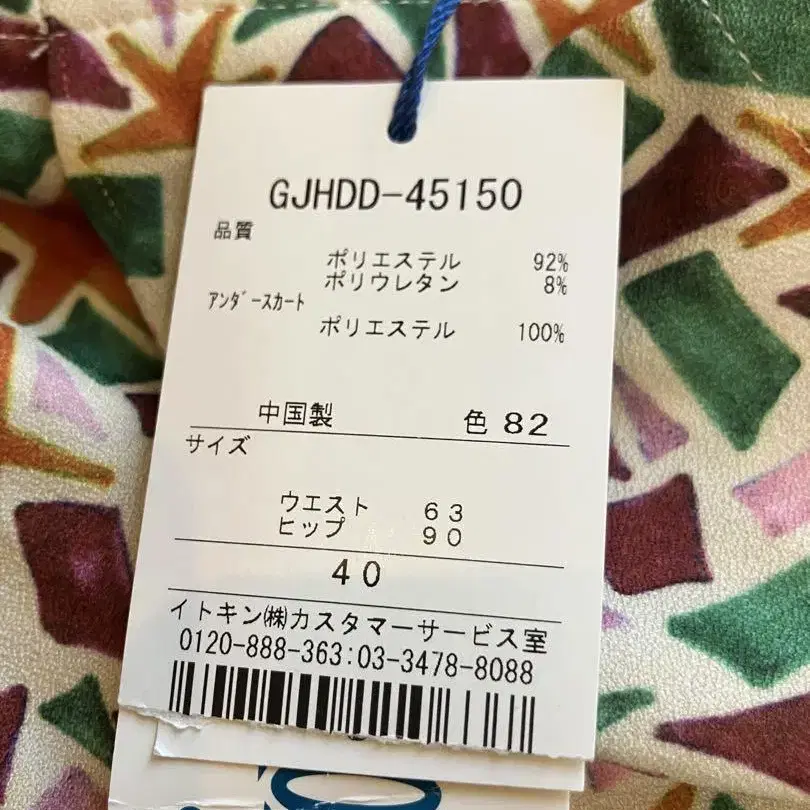 GJHDD-45150
品質
ポリエステル 92%
ポリウレタン 8%
アンダースカート
ポリエステル 100%
中国製 色 82
サイズ
ウエスト 63
ヒップ 90
40
イトキン(株)カスタマーサービス室
0120-888-363:03-3478-8088